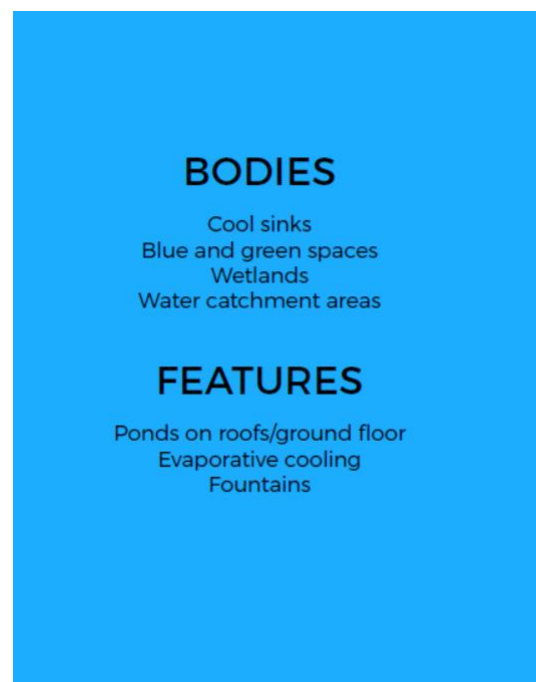 BODIES
Cool sinks
Blue and green spaces
Wetlands
Water catchment areas
FEATURES
Ponds on roofs/ground floor
Evaporative cooling
Fountains